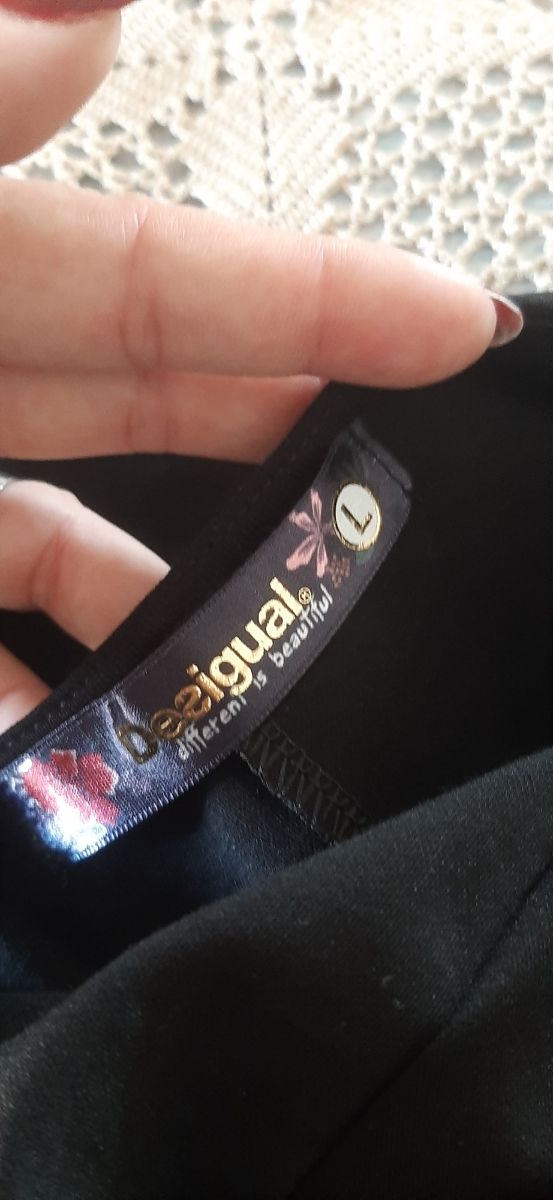 Desigual®
different is beautiful
L